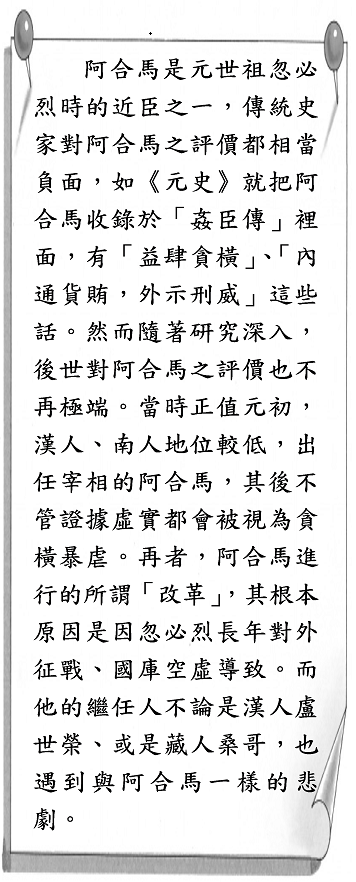 阿合馬是元世祖忽必
烈時的近臣之一，傳統史
家對阿合馬之評價都相當
負面，如《元史》就把阿
合馬收錄於「姦臣傳」裡
面，有「益肆貪橫」、「內
通貨賄，外示刑威」這些
話。然而隨著研究深入，
後世對阿合馬之評價也不
再極端。當時正值元初，
漢人、南人地位較低，出
任宰相的阿合馬，其後不
管證據虛實都會被視為貪
橫暴虐。再者，阿合馬進
行的所謂「改革」，其根本
原因是因忽必烈長年對外
征戰、國庫空虛導致。而
他的繼任人不論是漢人盧
世榮、或是藏人桑哥，也
遇到與阿合馬一樣的悲
劇。